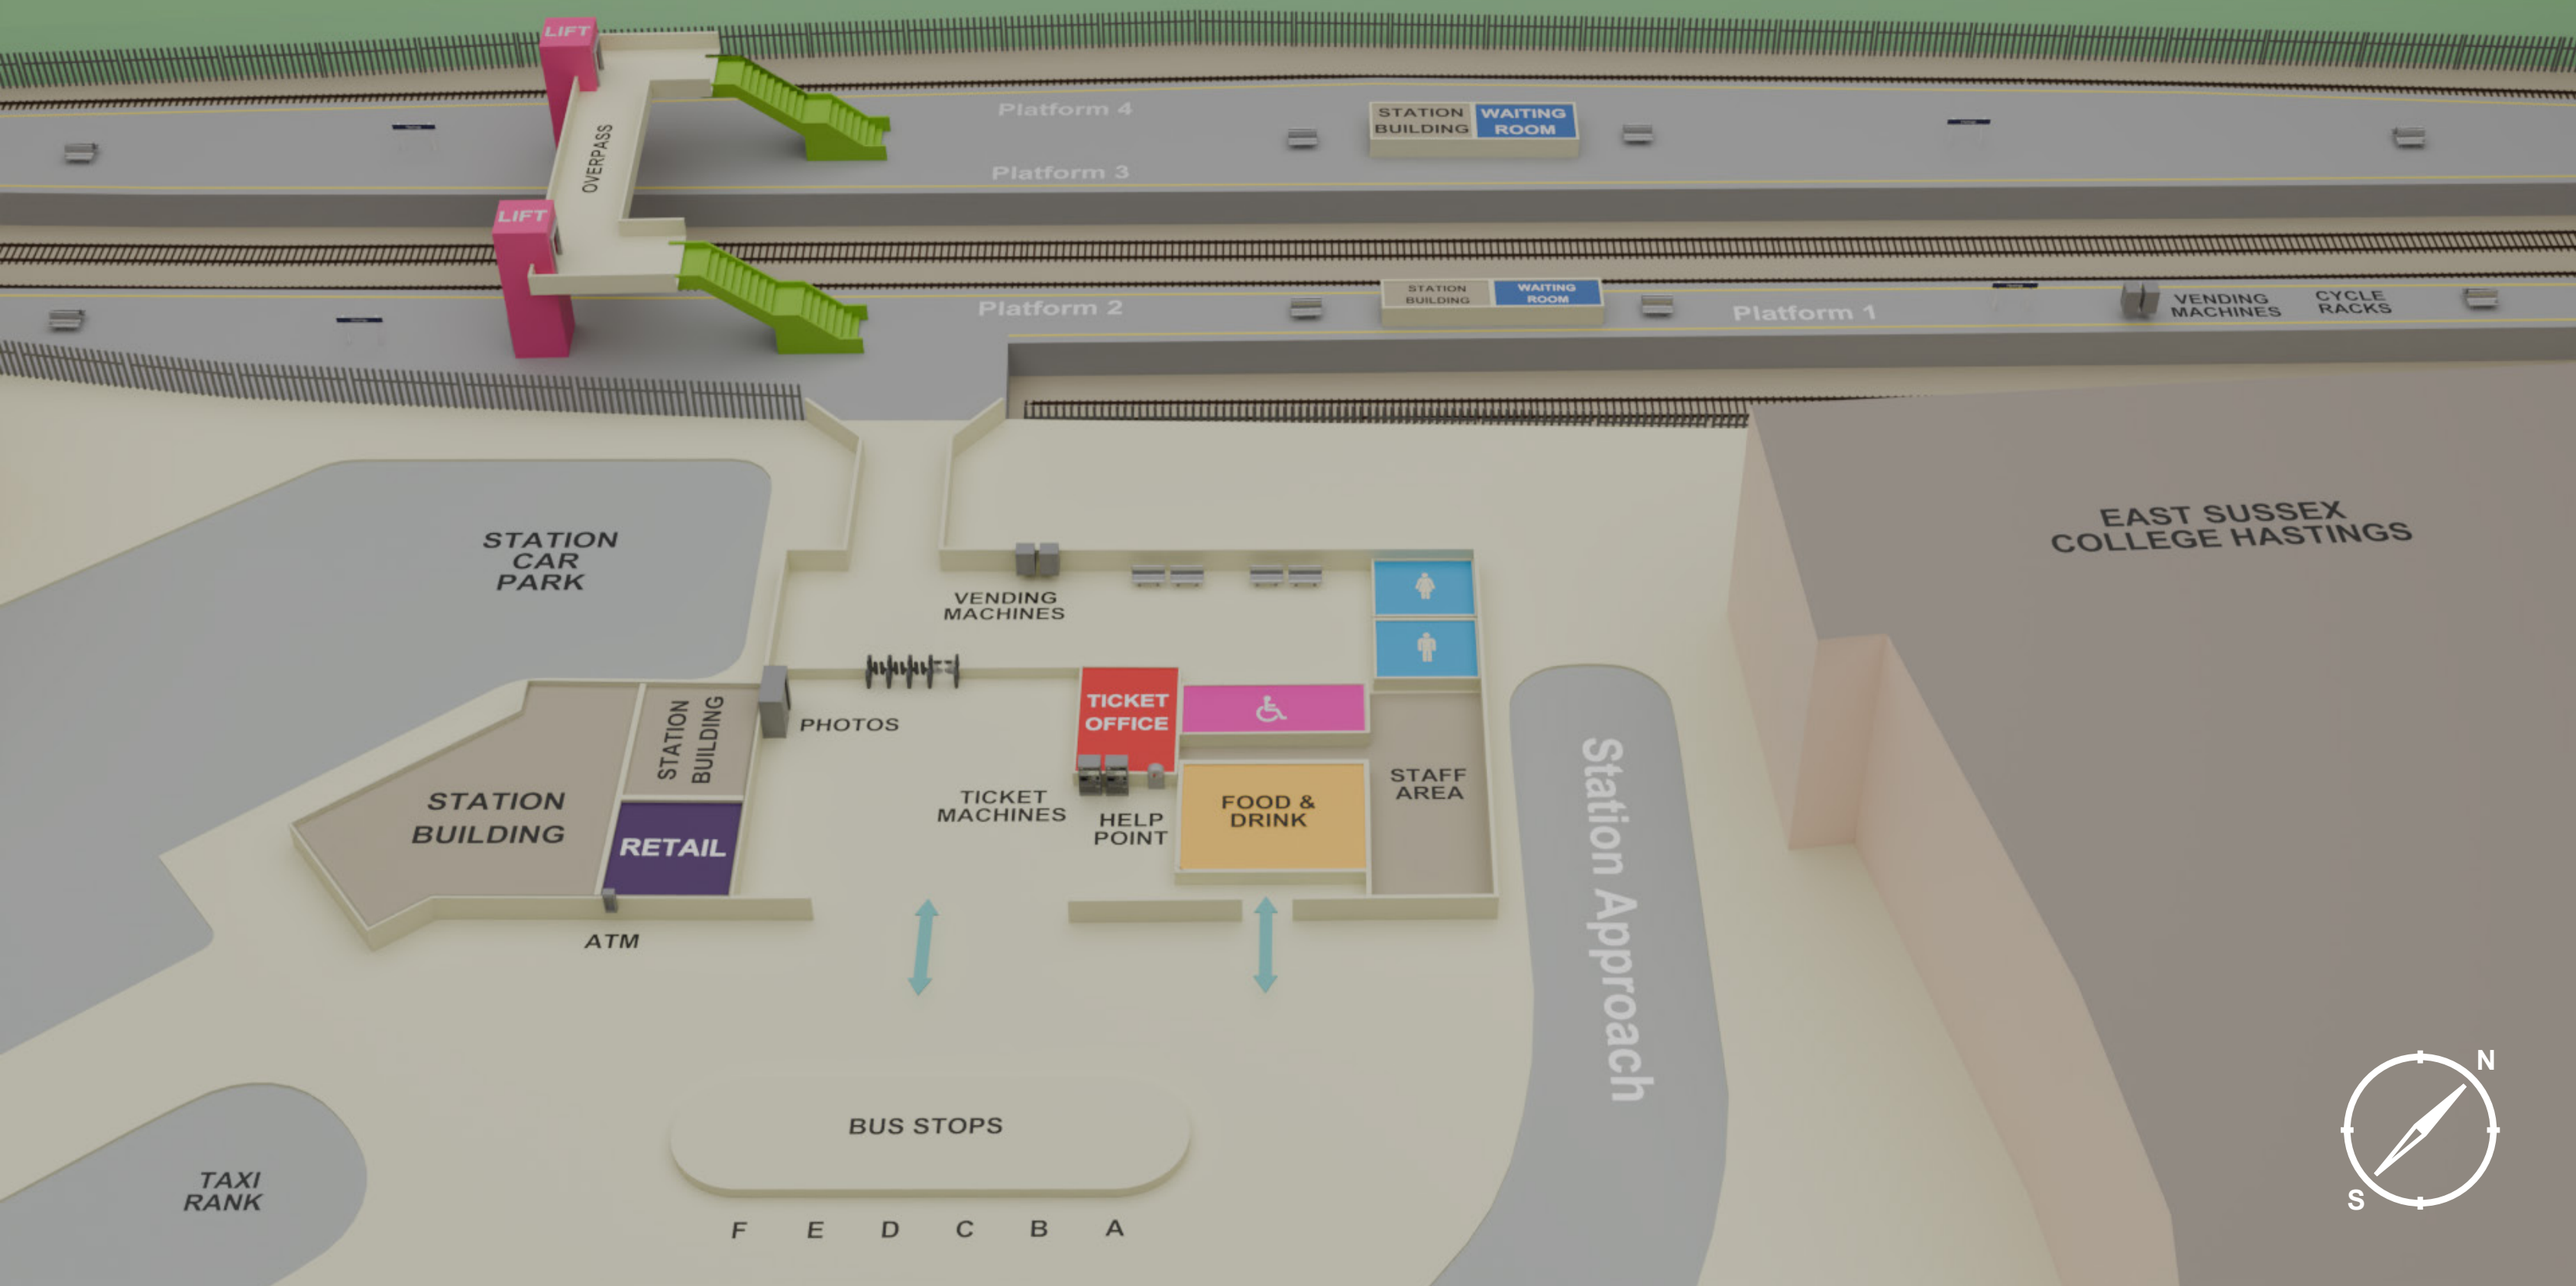 LIFT
OVERPASS
Platform 4
STATION
BUILDING
WAITING
ROOM
Platform 3
LIFT
Platform 2
STATION
BUILDING
WAITING
ROOM
Platform 1
VENDING
MACHINES
CYCLE
RACKS
STATION
CAR
PARK
EAST SUSSEX
COLLEGE HASTINGS
VENDING
MACHINES
TICKET
OFFICE
PHOTOS
STATION
BUILDING
STATION
BUILDING
RETAIL
TICKET
MACHINES
HELP
POINT
FOOD &
DRINK
STAFF
AREA
Station Approach
ATM
BUS STOPS
TAXI
RANK
F E D C B A
N
S